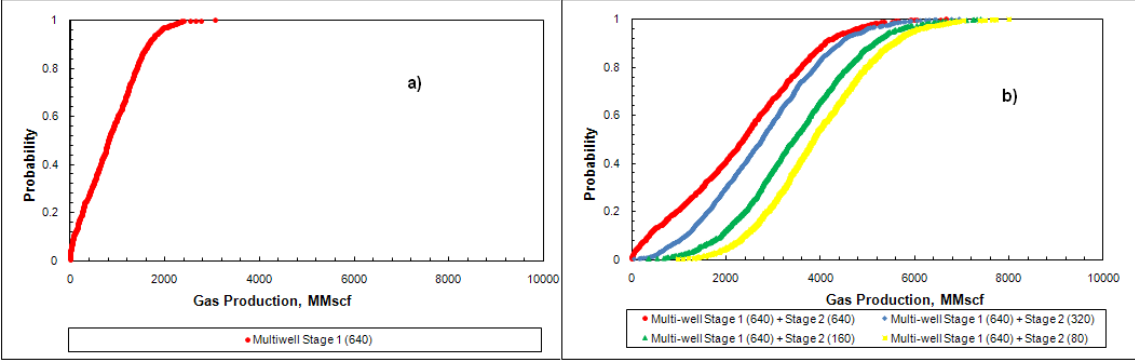 1
0.8
0.6
0.4
0.2
0
Probability
a)
0 2000 4000 6000 8000 10000
Gas Production, MMscf
Multiwell Stage 1 (640)
1
0.8
0.6
0.4
0.2
0
Probability
b)
0 2000 4000 6000 8000 10000
Gas Production, MMscf
Multi-well Stage 1 (640) + Stage 2 (640) Multi-well Stage 1 (640) + Stage 2 (320)
Multi-well Stage 1 (640) + Stage 2 (160) Multi-well Stage 1 (640) + Stage 2 (80)